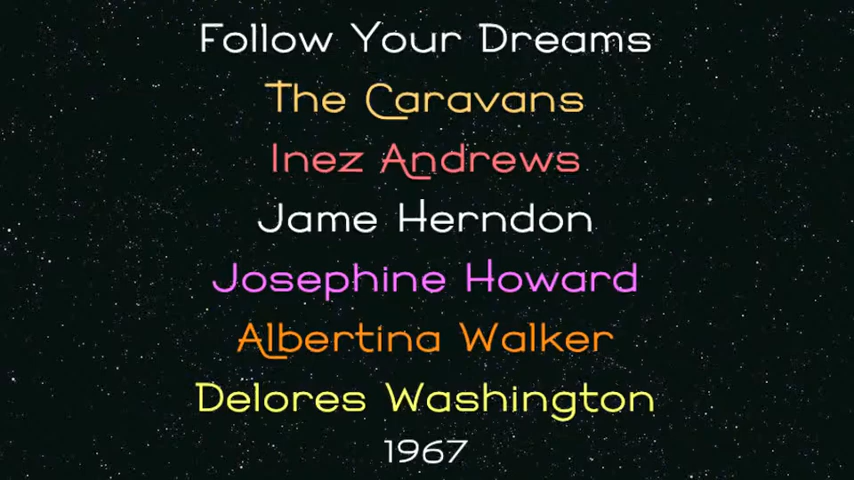 Follow Your Dreams
The Caravans
Inez Andrews
Jame Herndon
Josephine Howard
Albertina Walker
Delores Washington
1967